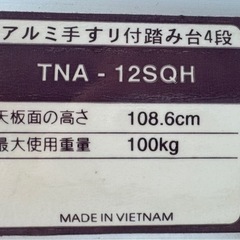 アルミ手すり付踏み台4段
TNA - 12SQH
天板面の高さ 108.6cm
最大使用重量 100kg
MADE IN VIETNAM